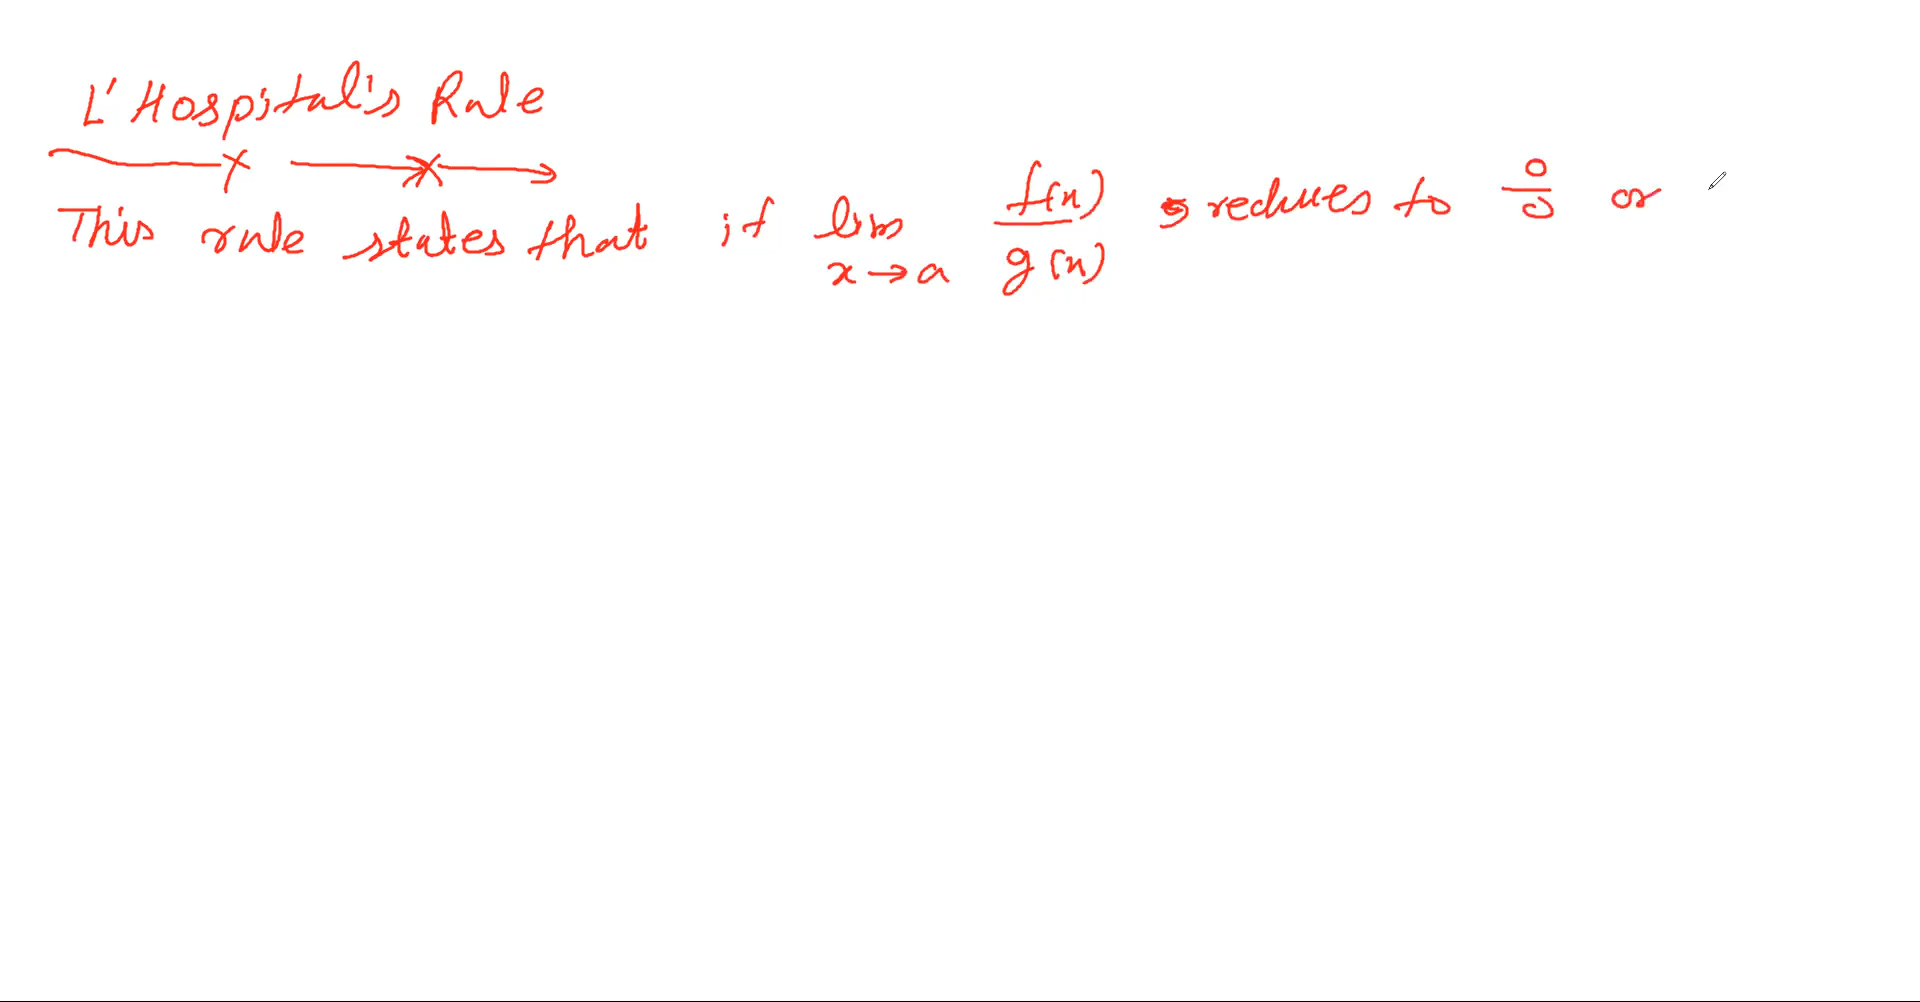 L'Hospital's Rule
This rule states that if lim x→a f(x)/g(x) reduces to 0/0 or